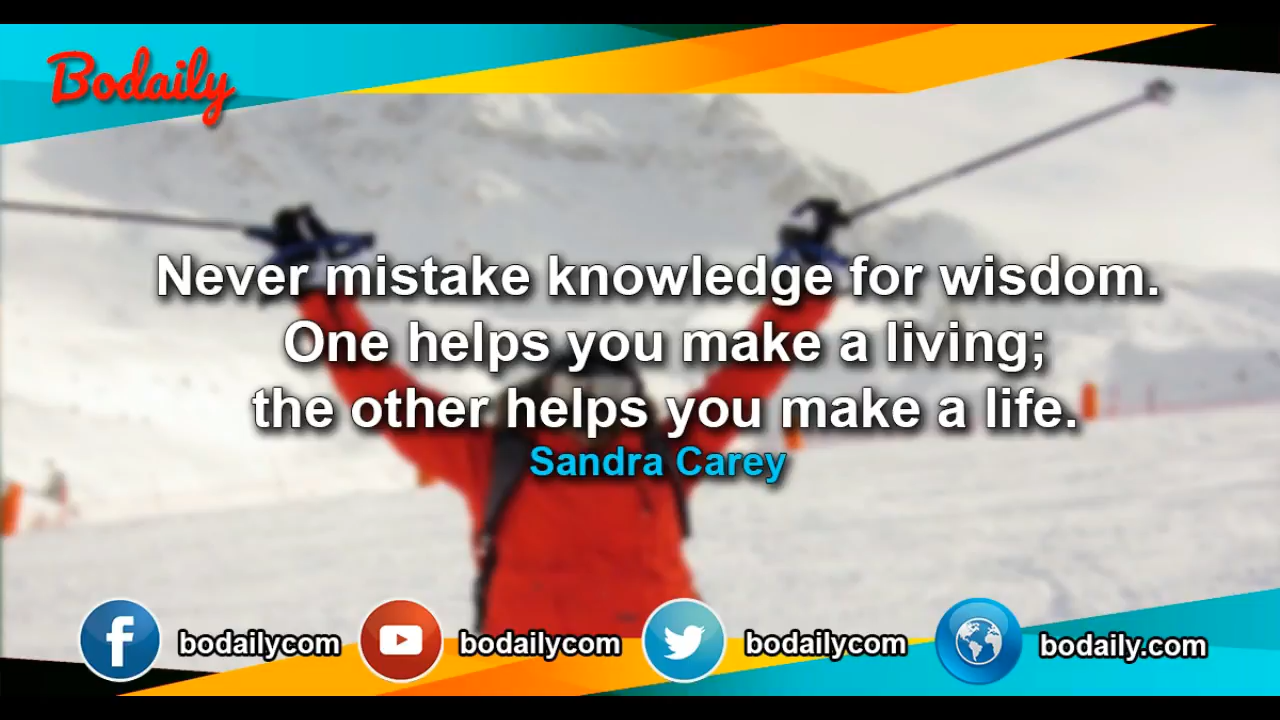 Bodaily
Never mistake knowledge for wisdom.
One helps you make a living;
the other helps you make a life.
Sandra Carey
bodailycom
bodailycom
bodailycom
bodaily.com